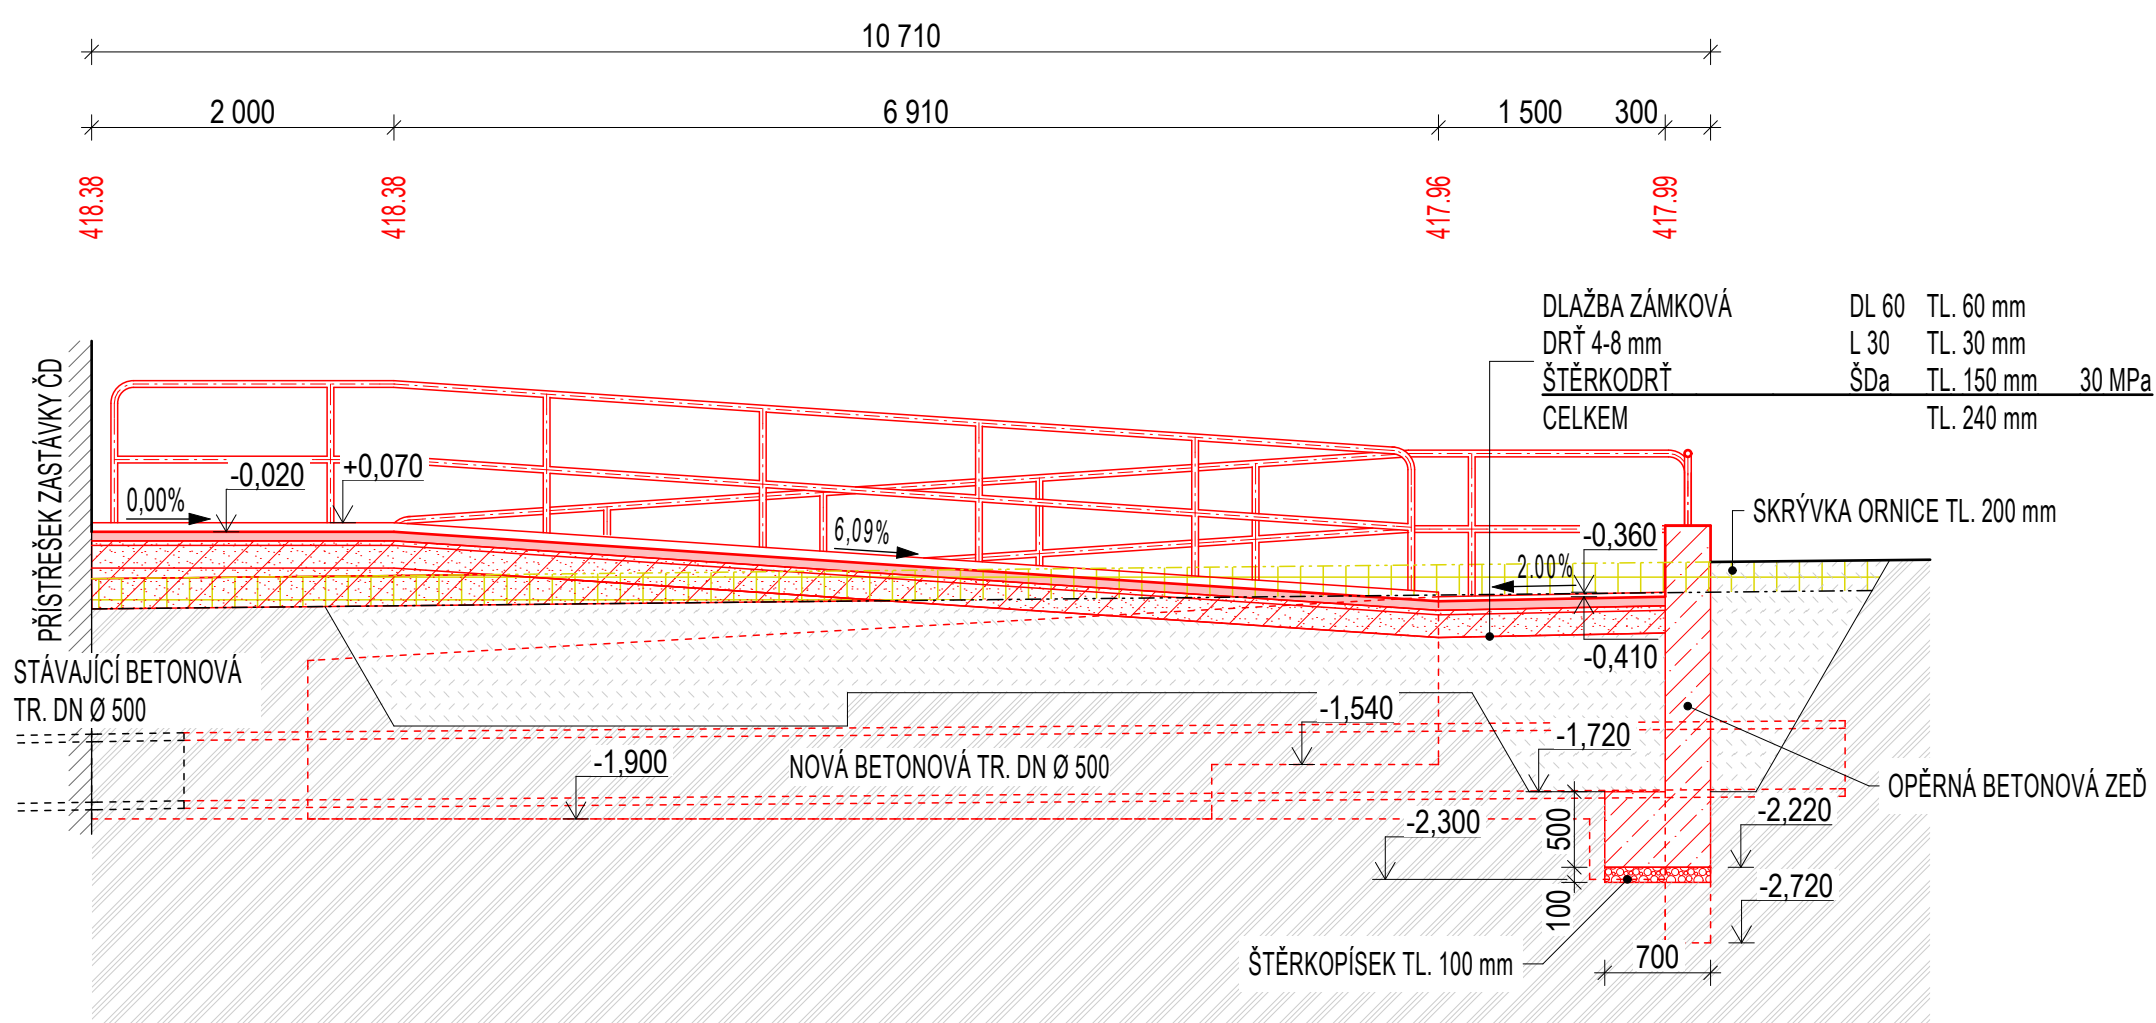 10 710
2 000
6 910
1 500
300
418.38
418.38
417.96
417.99
DLAŽBA ZÁMKOVÁ DL 60 TL. 60 mm
DRŤ 4-8 mm L 30 TL. 30 mm
ŠTĚRKODRŤ ŠDa TL. 150 mm 30 MPa
CELKEM TL. 240 mm
PŘÍSTŘEŠEK ZASTÁVKY ČD
0,00%
-0,020
+0,070
6,09%
-0,360
2.00%
-0,410
SKRÝVKA ORNICE TL. 200 mm
STÁVAJÍCÍ BETONOVÁ
TR. DN Ø 500
-1,540
-1,720
-1,900
NOVÁ BETONOVÁ TR. DN Ø 500
OPĚRNÁ BETONOVÁ ZEĎ
-2,300
500
-2,220
100
-2,720
ŠTĚRKOPÍSEK TL. 100 mm
700